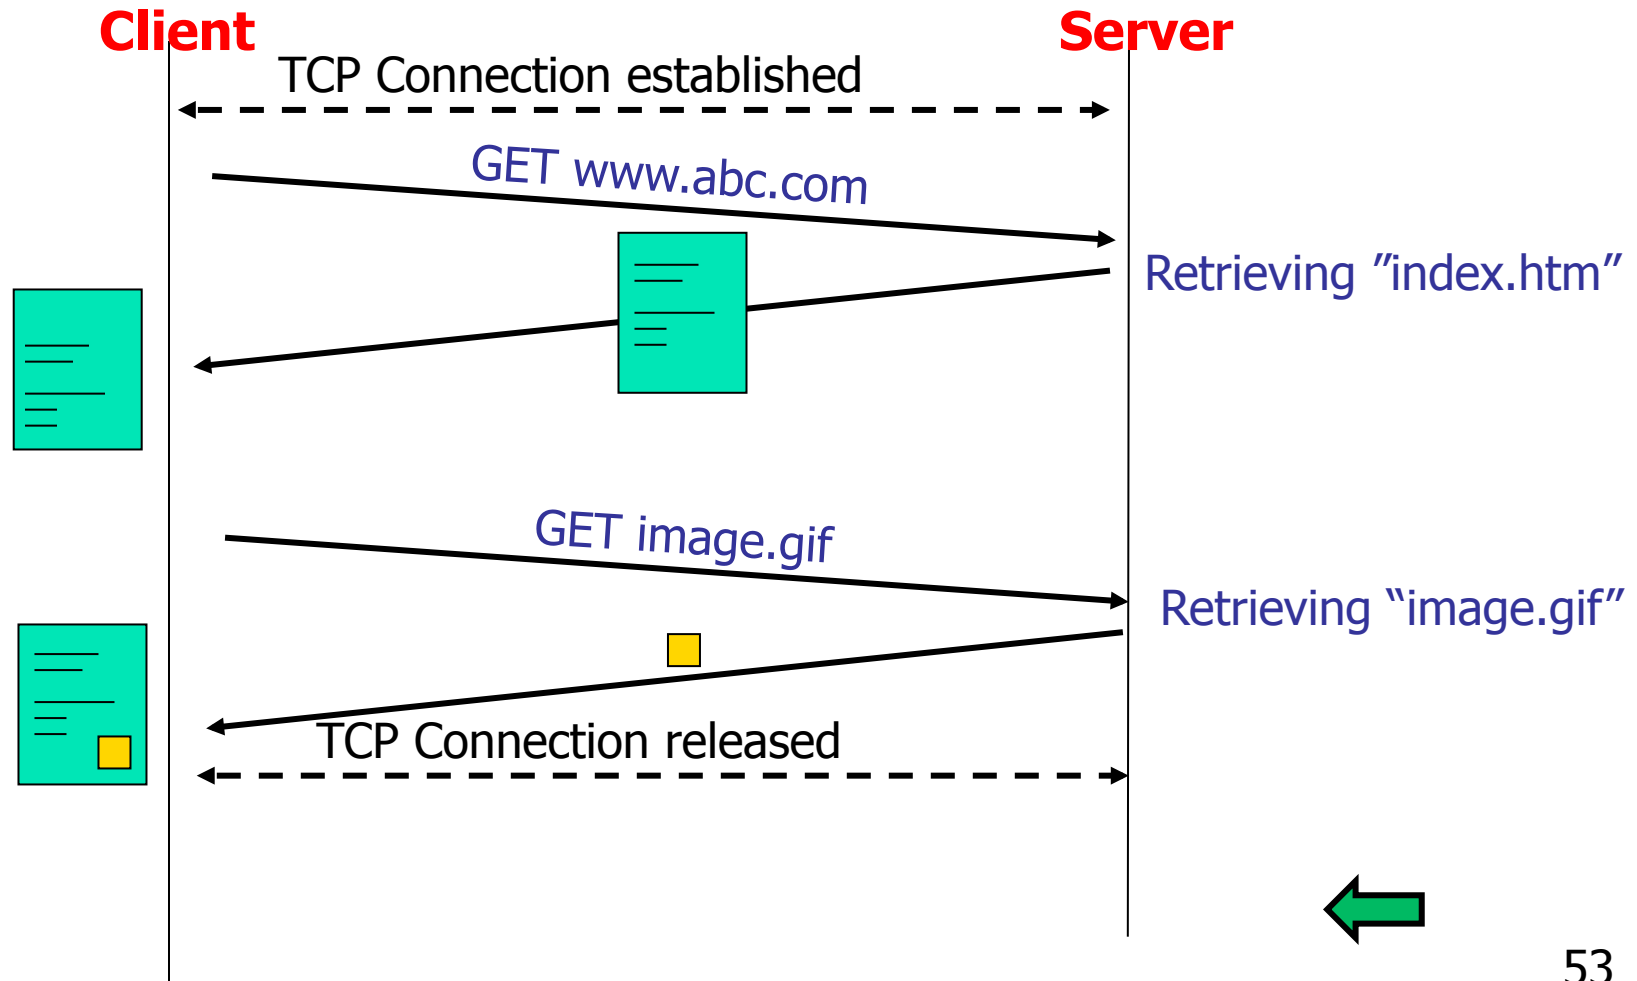 Client
Server
TCP Connection established
GET www.abc.com
Retrieving ”index.htm”
GET image.gif
Retrieving “image.gif”
TCP Connection released
53